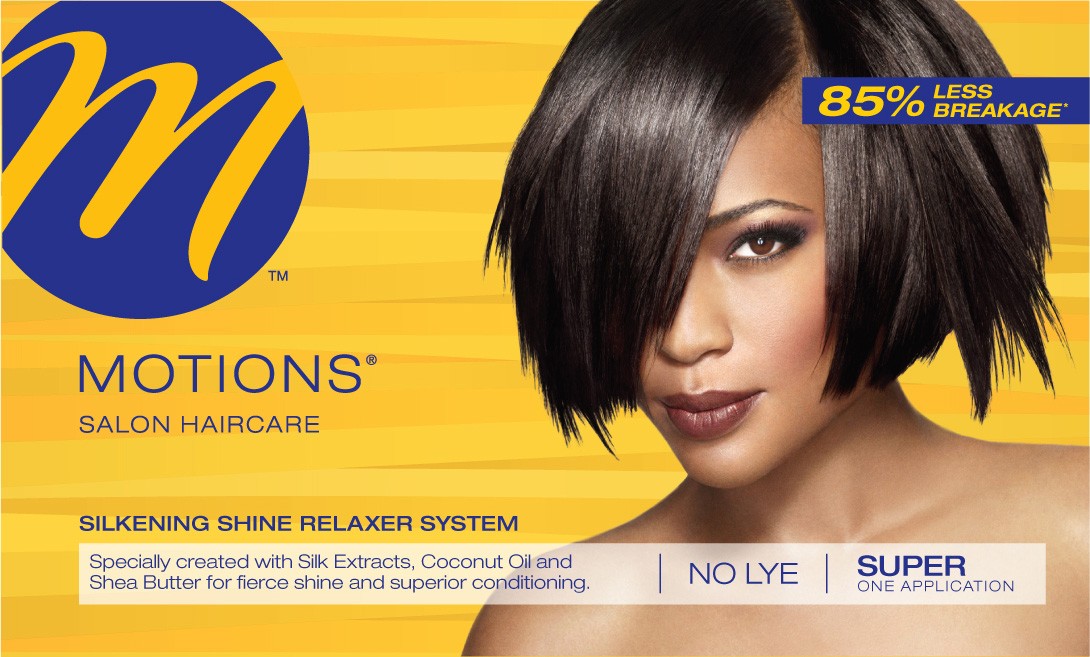 m
™
85% LESS
BREAKAGE*
MOTIONS®
SALON HAIRCARE
SILKENING SHINE RELAXER SYSTEM
Specially created with Silk Extracts, Coconut Oil and
Shea Butter for fierce shine and superior conditioning.
NO LYE
SUPER
ONE APPLICATION